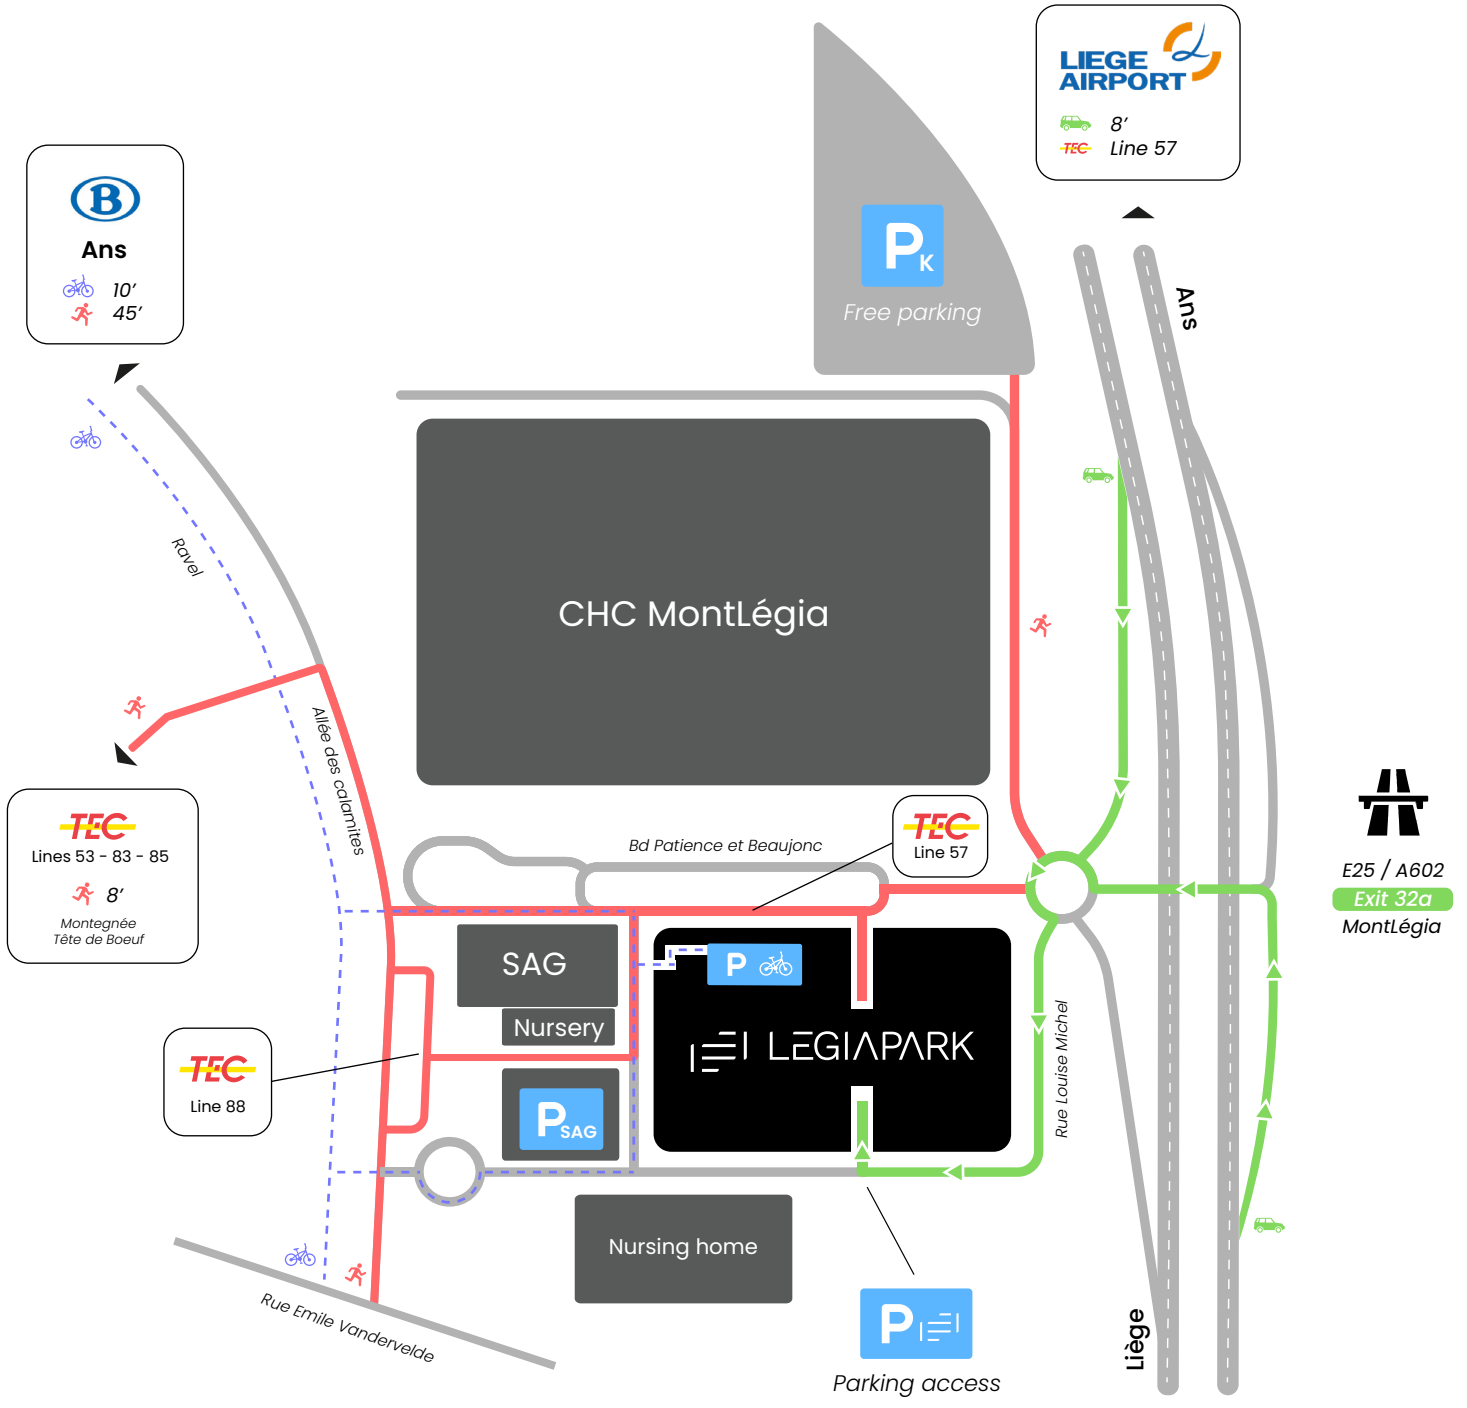 LIEGE
AIRPORT
8’
TEC Line 57
B
Ans
10’
45’
P K
Free parking
Ans
Ravel
CHC MontLégia
Allée des calamites
TEC
Lines 53 - 83 - 85
8’
Montegnée
Tête de Boeuf
Bd Patience et Beaujonc
TEC
Line 57
E25 / A602
Exit 32a
MontLégia
SAG
P
Nursery
LEGIAPARK
Rue Louise Michel
TEC
Line 88
P SAG
Nursing home
Rue Emile Vandervelde
P
Parking access
Liège